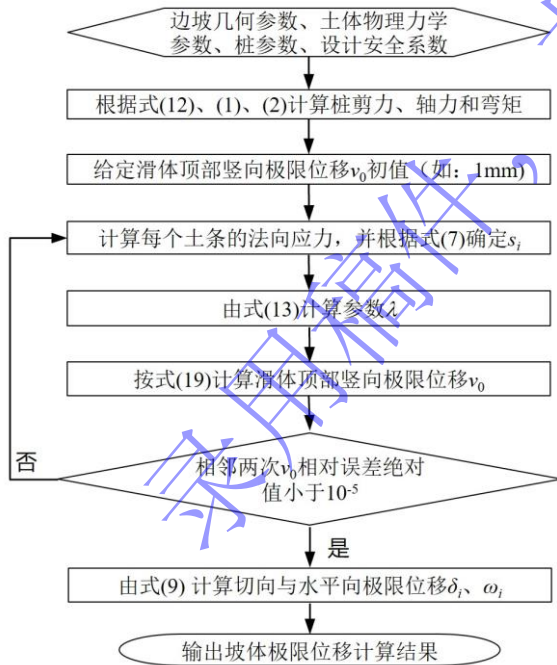 边坡几何参数、土体物理力学
参数、桩参数、设计安全系数
根据式(12)、(1)、(2)计算桩剪力、轴力和弯矩
给定滑体顶部竖向极限位移v₀初值（如：1mm)
计算每个土条的法向应力，并根据式(7)确定sᵢ
由式(13)计算参数λ
按式(19)计算滑体顶部竖向极限位移v₀
否
相邻两次v₀相对误差绝对
值小于10⁻⁵
是
由式(9) 计算切向与水平向极限位移δᵢ、ωᵢ
输出坡体极限位移计算结果
录用稿件，